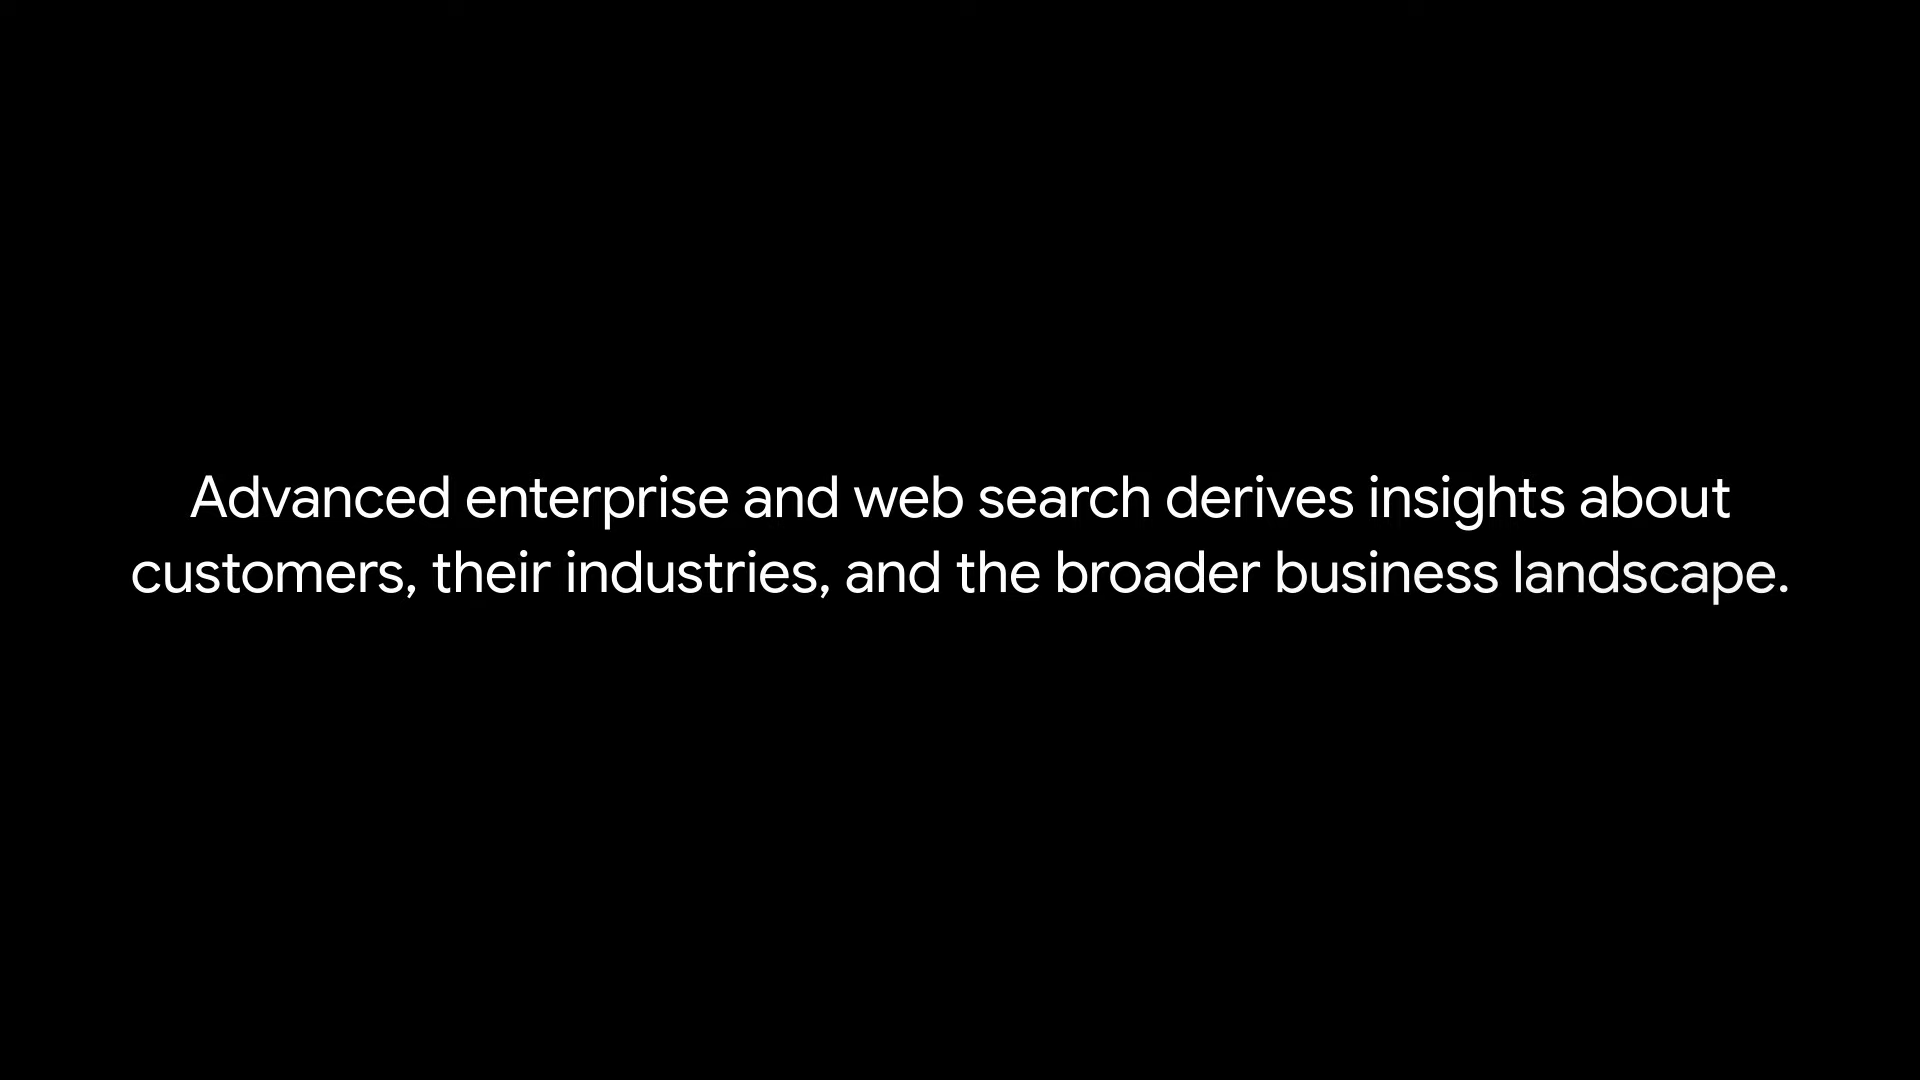 Advanced enterprise and web search derives insights about
customers, their industries, and the broader business landscape.